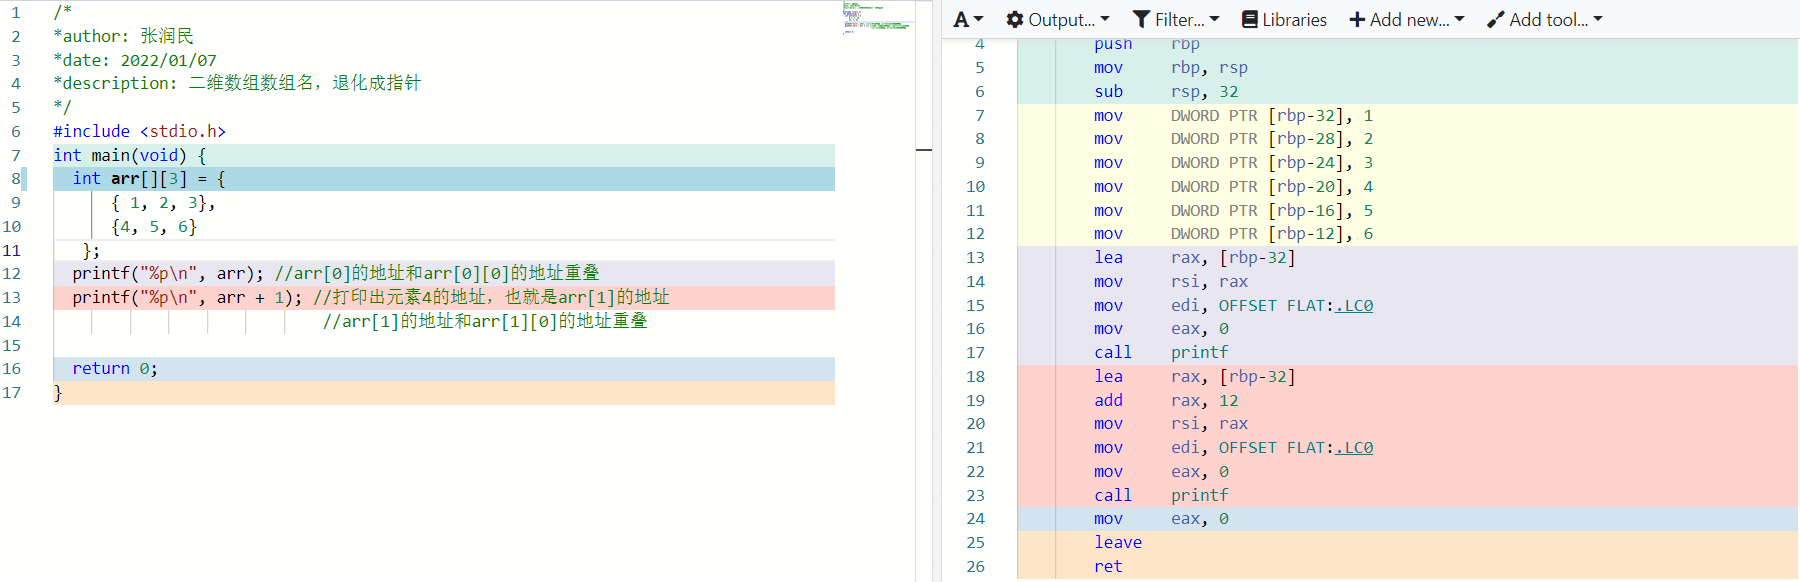 1 /*
2 *author: 张润民
3 *date: 2022/01/07
4 *description: 二维数组数组名，退化成指针
5 */
6 #include <stdio.h>
7 int main(void) {
8 int arr[][3] = {
9 { 1, 2, 3},
10 {4, 5, 6}
11 };
12 printf("%p\n", arr); //arr[0]的地址和arr[0][0]的地址重叠
13 printf("%p\n", arr + 1); //打印出元素4的地址，也就是arr[1]的地址
14 //arr[1]的地址和arr[1][0]的地址重叠
15
16 return 0;
17 }
A Output... Filter... Libraries Add new... Add tool...
4 push rbp
5 mov rbp, rsp
6 sub rsp, 32
7 mov DWORD PTR [rbp-32], 1
8 mov DWORD PTR [rbp-28], 2
9 mov DWORD PTR [rbp-24], 3
10 mov DWORD PTR [rbp-20], 4
11 mov DWORD PTR [rbp-16], 5
12 mov DWORD PTR [rbp-12], 6
13 lea rax, [rbp-32]
14 mov rsi, rax
15 mov edi, OFFSET FLAT:.LC0
16 mov eax, 0
17 call printf
18 lea rax, [rbp-32]
19 add rax, 12
20 mov rsi, rax
21 mov edi, OFFSET FLAT:.LC0
22 mov eax, 0
23 call printf
24 mov eax, 0
25 leave
26 ret